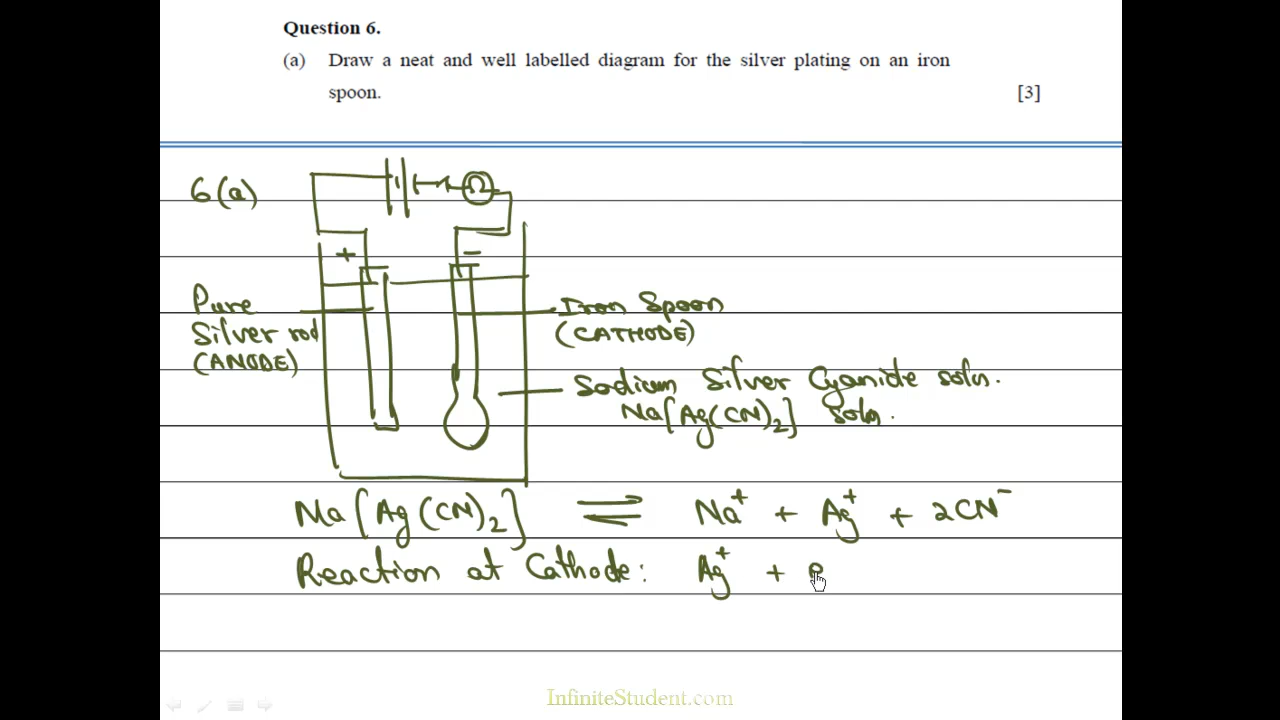 Question 6.
(a) Draw a neat and well labelled diagram for the silver plating on an iron
spoon. [3]
6(a)
+ −
Pure
Silver rod
(ANODE)
Iron Spoon
(CATHODE)
Sodium Silver Cyanide soln.
Na[Ag(CN)₂] soln.
Na[Ag(CN)₂] ⇌ Na⁺ + Ag⁺ + 2CN⁻
Reaction at Cathode: Ag⁺ + e
InfiniteStudent.com